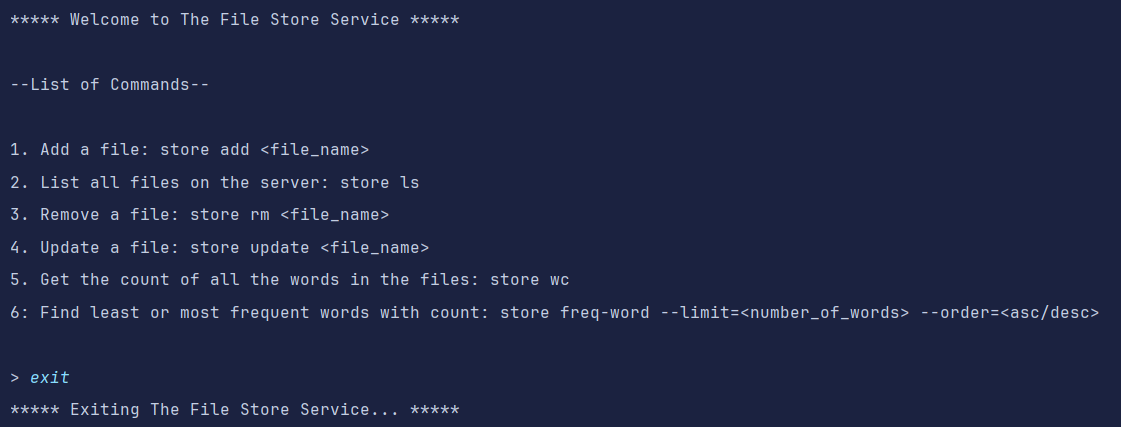 ***** Welcome to The File Store Service *****
--List of Commands--
1. Add a file: store add <file_name>
2. List all files on the server: store ls
3. Remove a file: store rm <file_name>
4. Update a file: store update <file_name>
5. Get the count of all the words in the files: store wc
6: Find least or most frequent words with count: store freq-word --limit=<number_of_words> --order=<asc/desc>
> exit
***** Exiting The File Store Service... *****